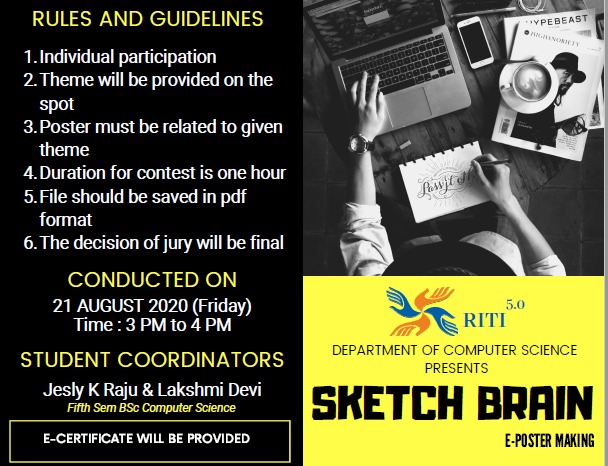 RULES AND GUIDELINES
1. Individual participation
2. Theme will be provided on the
spot
3. Poster must be related to given
theme
4. Duration for contest is one hour
5. File should be saved in pdf
format
6. The decision of jury will be final
CONDUCTED ON
21 AUGUST 2020 (Friday)
Time : 3 PM to 4 PM
STUDENT COORDINATORS
Jesly K Raju & Lakshmi Devi
Fifth Sem BSc Computer Science
E-CERTIFICATE WILL BE PROVIDED
HYPEBEAST
HIGHSNOBIETY
RITI 5.0
DEPARTMENT OF COMPUTER SCIENCE
PRESENTS
SKETCH BRAIN
E-POSTER MAKING